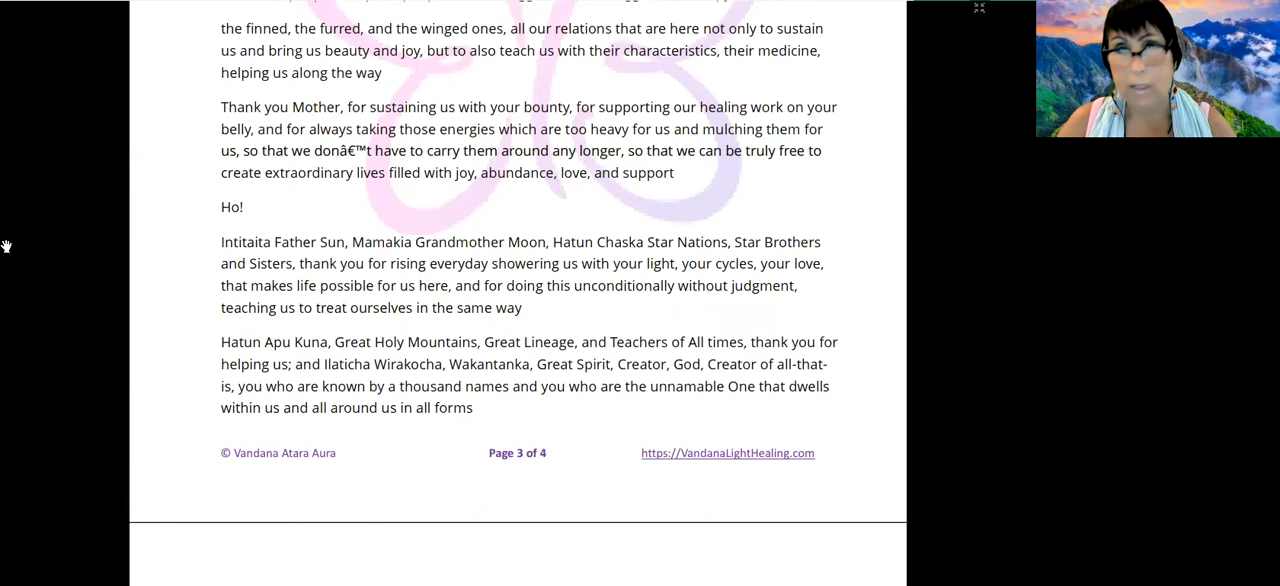 the finned, the furred, and the winged ones, all our relations that are here not only to sustain
us and bring us beauty and joy, but to also teach us with their characteristics, their medicine,
helping us along the way
Thank you Mother, for sustaining us with your bounty, for supporting our healing work on your
belly, and for always taking those energies which are too heavy for us and mulching them for
us, so that we donâ€™t have to carry them around any longer, so that we can be truly free to
create extraordinary lives filled with joy, abundance, love, and support
Ho!
Intitaita Father Sun, Mamakia Grandmother Moon, Hatun Chaska Star Nations, Star Brothers
and Sisters, thank you for rising everyday showering us with your light, your cycles, your love,
that makes life possible for us here, and for doing this unconditionally without judgment,
teaching us to treat ourselves in the same way
Hatun Apu Kuna, Great Holy Mountains, Great Lineage, and Teachers of All times, thank you for
helping us; and Ilaticha Wirakocha, Wakantanka, Great Spirit, Creator, God, Creator of all-that-
is, you who are known by a thousand names and you who are the unnamable One that dwells
within us and all around us in all forms
© Vandana Atara Aura Page 3 of 4 https://VandanaLightHealing.com